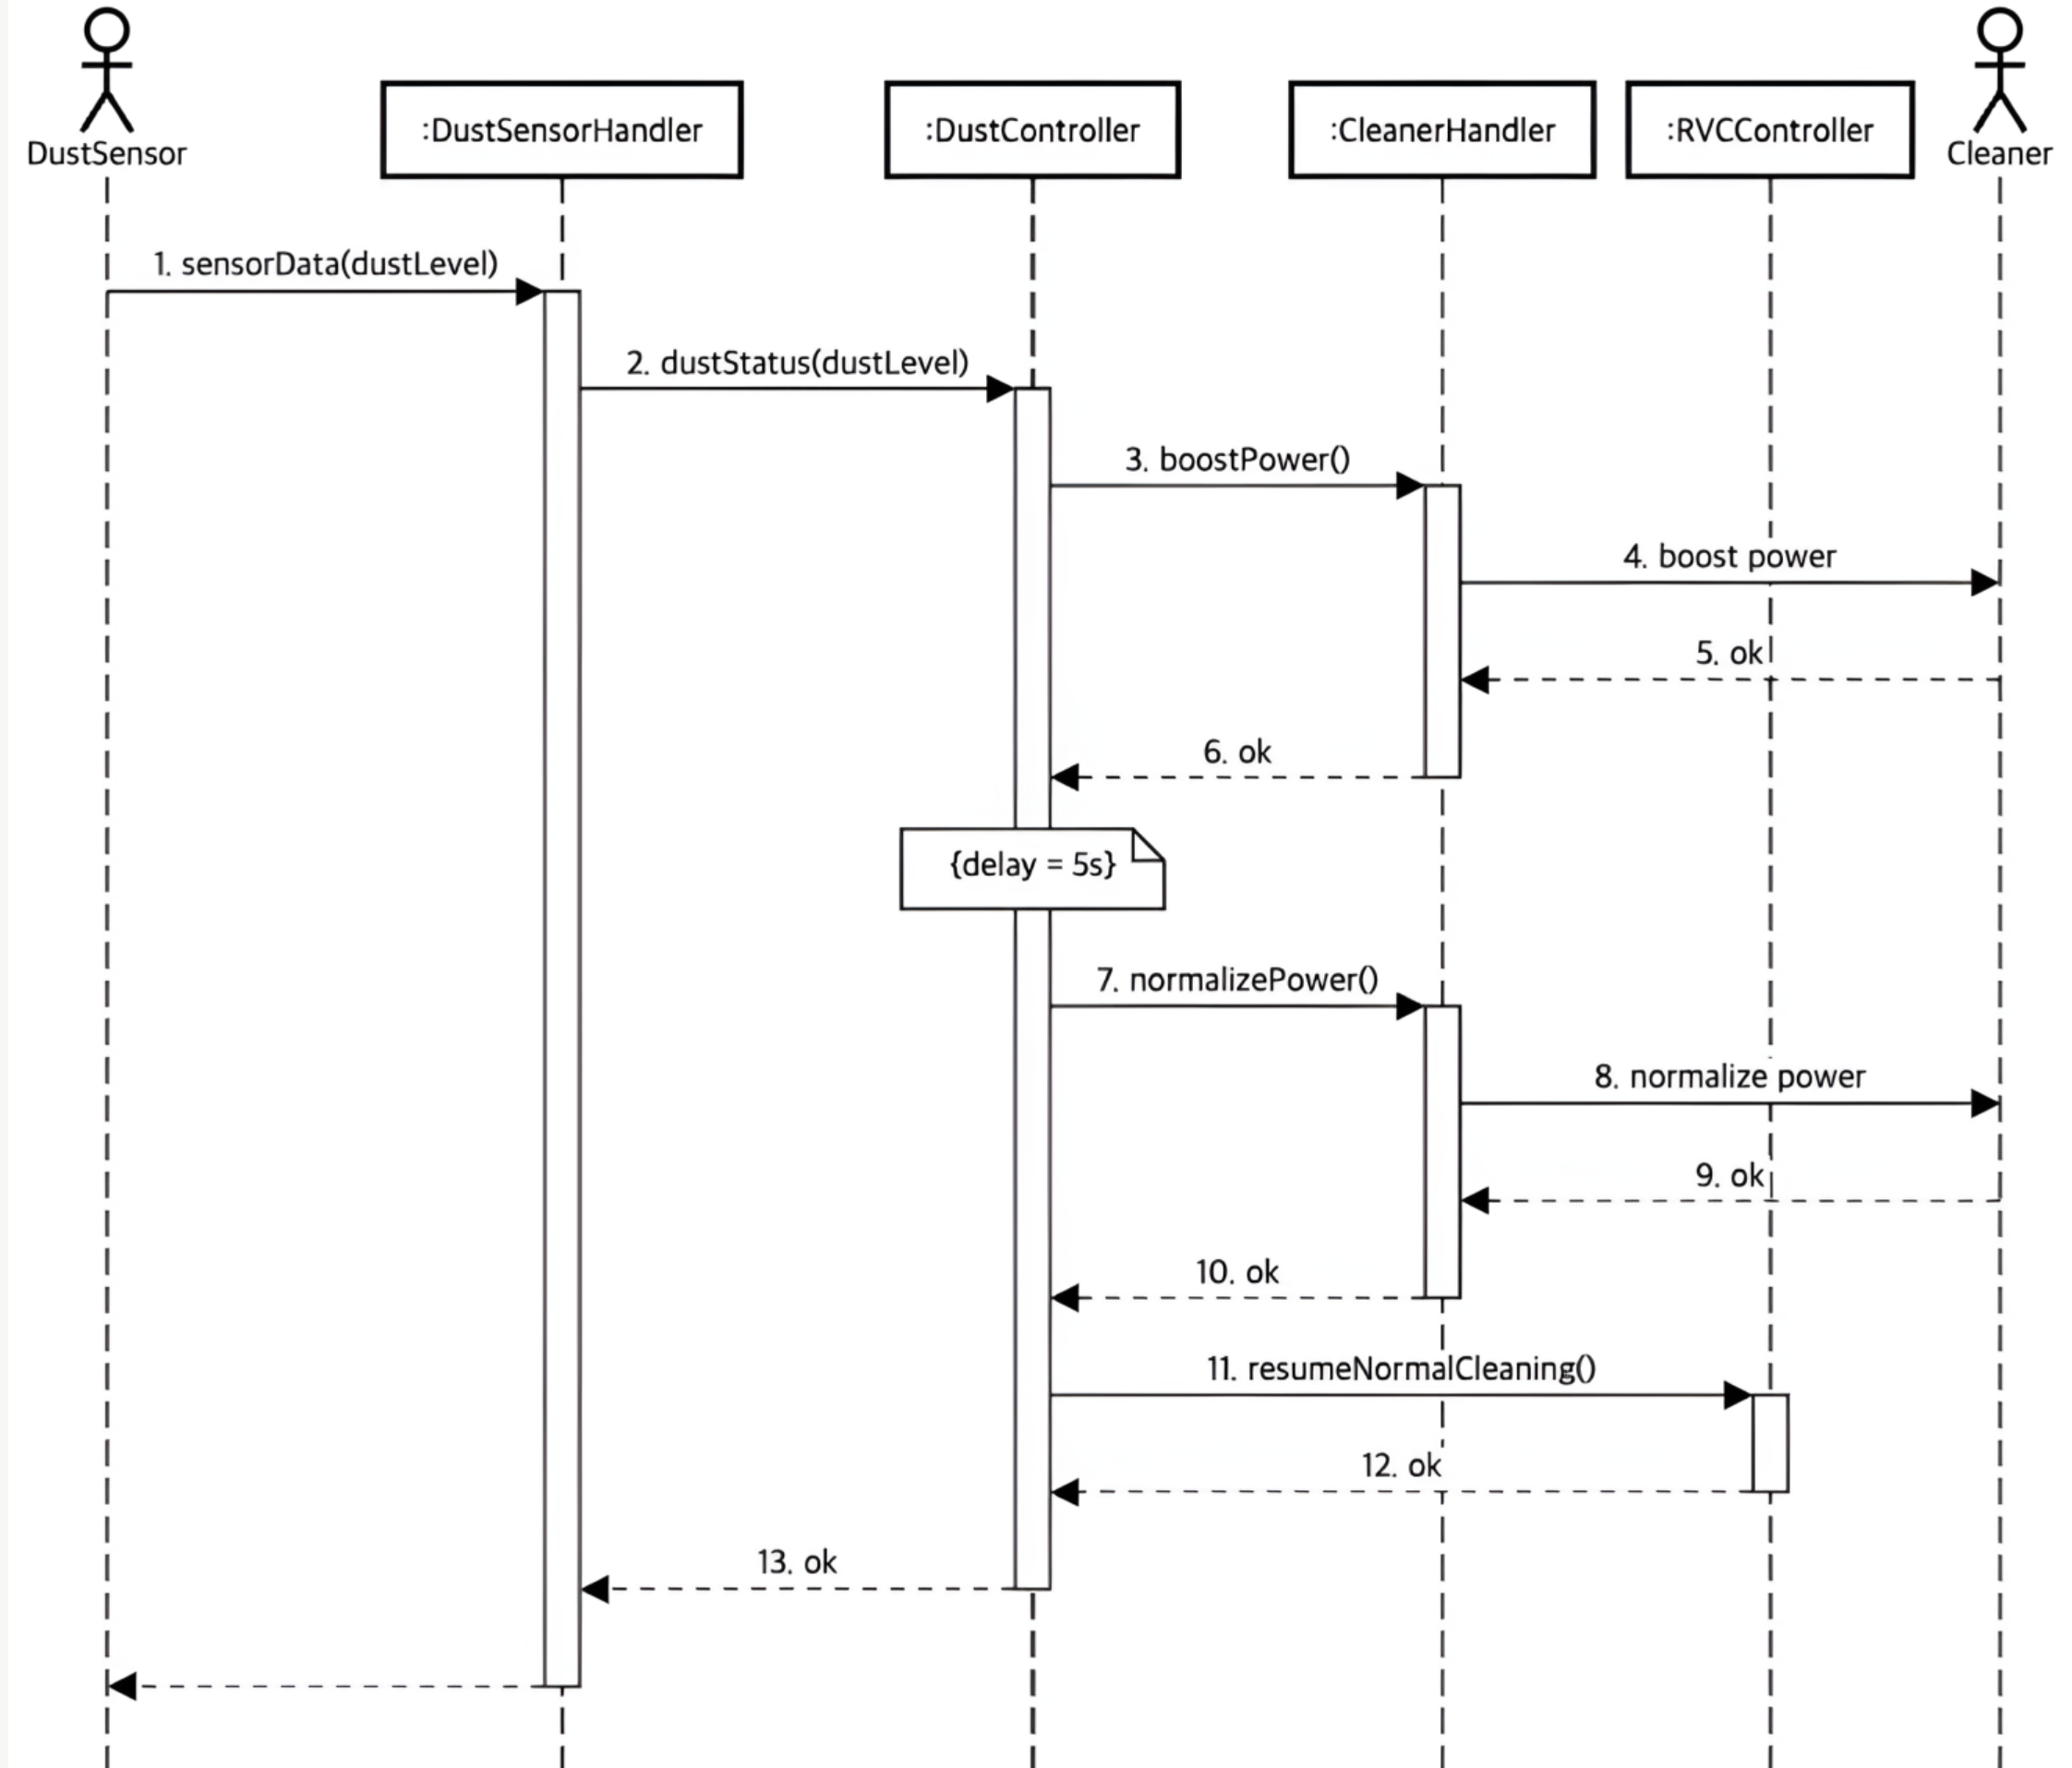 DustSensor
:DustSensorHandler
:DustController
:CleanerHandler
:RVCController
Cleaner
1. sensorData(dustLevel)
2. dustStatus(dustLevel)
3. boostPower()
4. boost power
5. ok
6. ok
{delay = 5s}
7. normalizePower()
8. normalize power
9. ok
10. ok
11. resumeNormalCleaning()
12. ok
13. ok